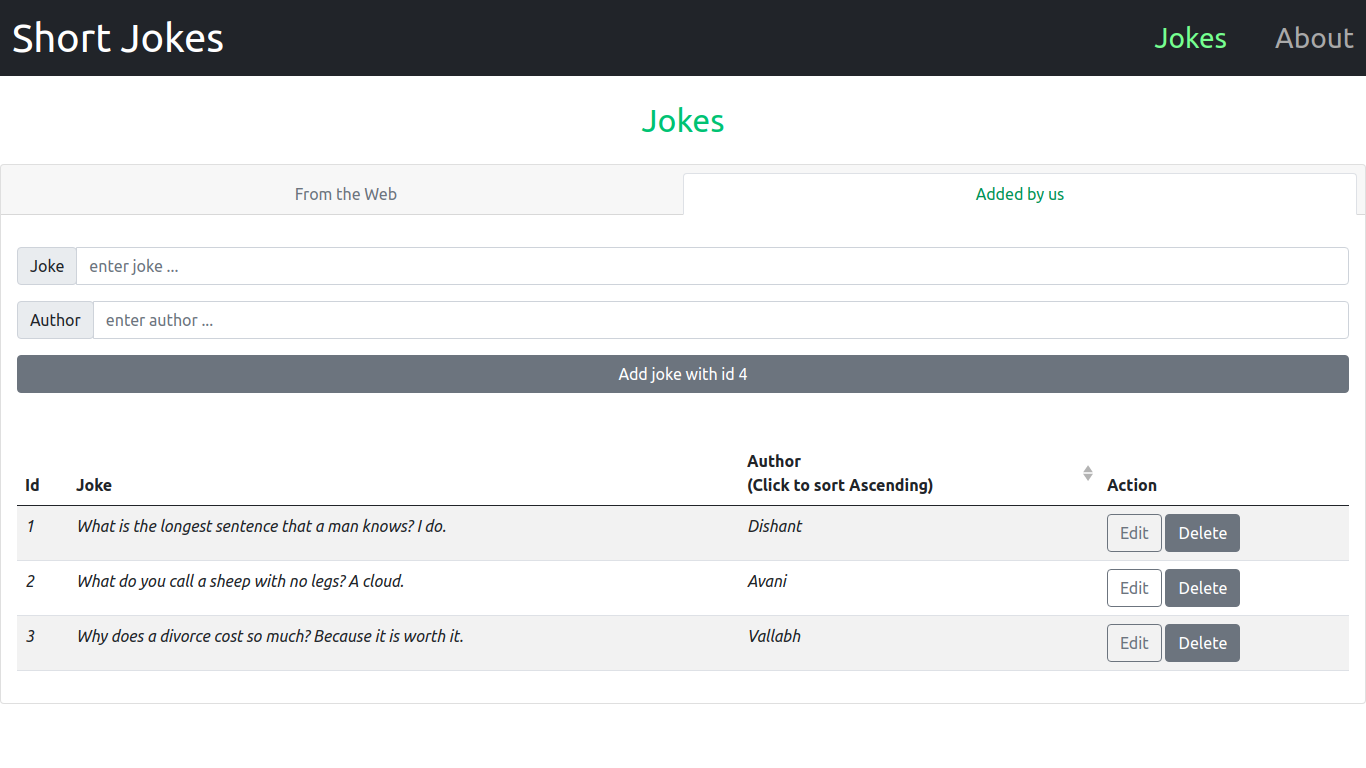 Short Jokes Jokes About
Jokes
From the Web Added by us
Joke enter joke ...
Author enter author ...
Add joke with id 4
Author
Id Joke (Click to sort Ascending) Action
1 What is the longest sentence that a man knows? I do. Dishant Edit Delete
2 What do you call a sheep with no legs? A cloud. Avani Edit Delete
3 Why does a divorce cost so much? Because it is worth it. Vallabh Edit Delete